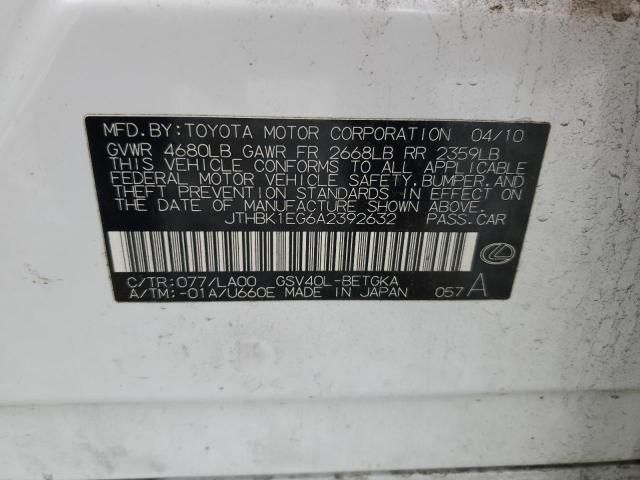 MFD.BY:TOYOTA MOTOR CORPORATION 04/10
GVWR 4680LB GAWR FR 2668LB RR 2359LB
THIS VEHICLE CONFORMS TO ALL APPLICABLE
FEDERAL MOTOR VEHICLE SAFETY,BUMPER,AND
THEFT PREVENTION STANDARDS IN EFFECT ON
THE DATE OF MANUFACTURE SHOWN ABOVE.
JTHBK1EG6A2392632 PASS.CAR
C/TR:077/LA00 GSV40L-BETGKA
A/TM:-01A/U660E MADE IN JAPAN 057 A